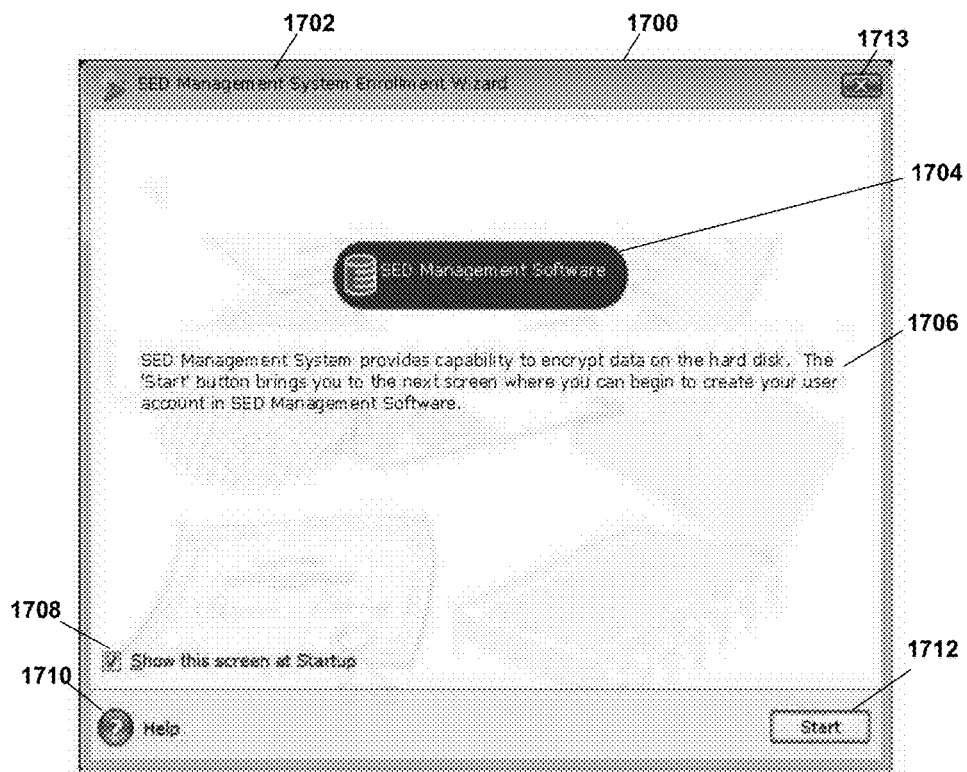 1702
1700
1713
SED Management System Enrollment Wizard
1704
SED Management Software
1706
SED Management System provides capability to encrypt data on the hard disk. The
'Start' button brings you to the next screen where you can begin to create your user
account in SED Management Software.
1708
Show this screen at Startup
1712
1710
Help
Start